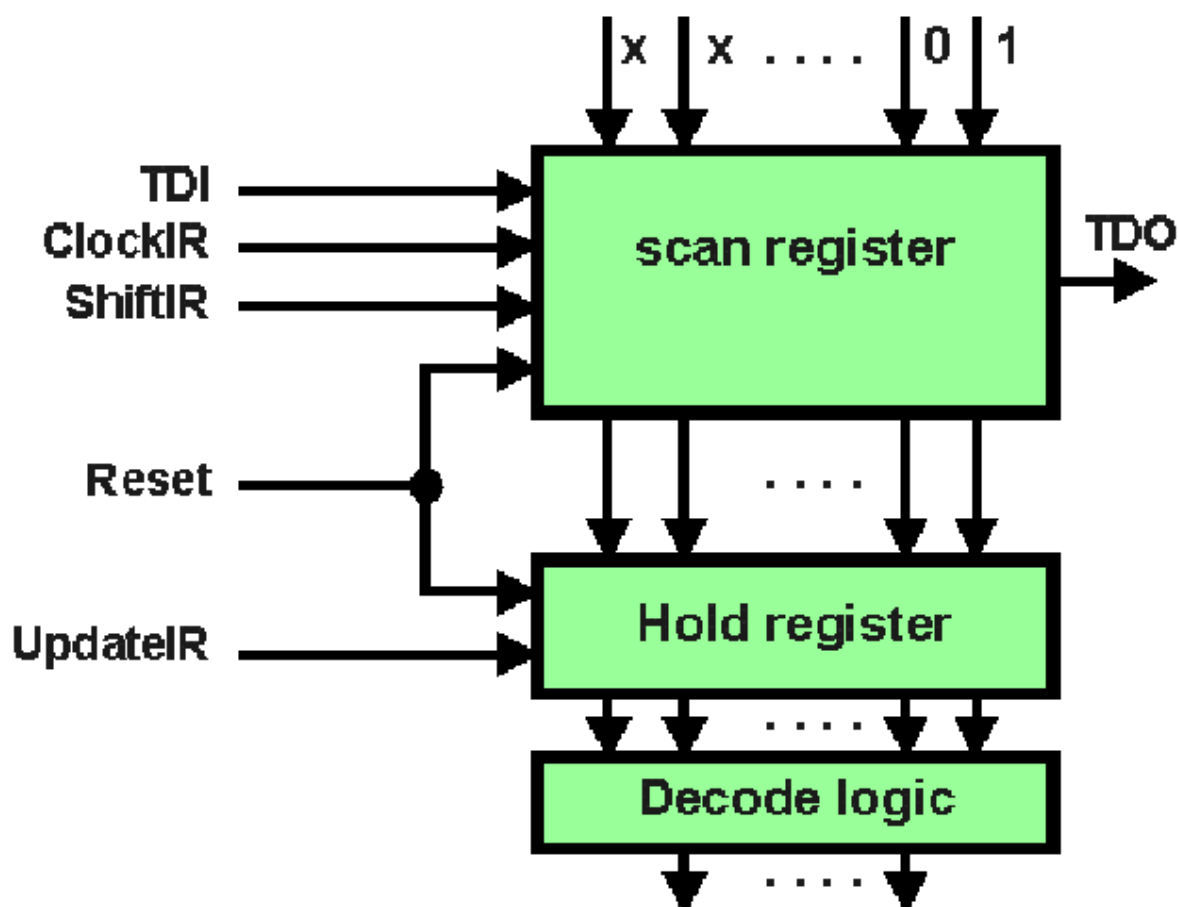 x x . . . . 0 1
TDI
ClockIR
ShiftIR
scan register
TDO
Reset
. . . .
Hold register
UpdateIR
. . . .
Decode logic
. . . .